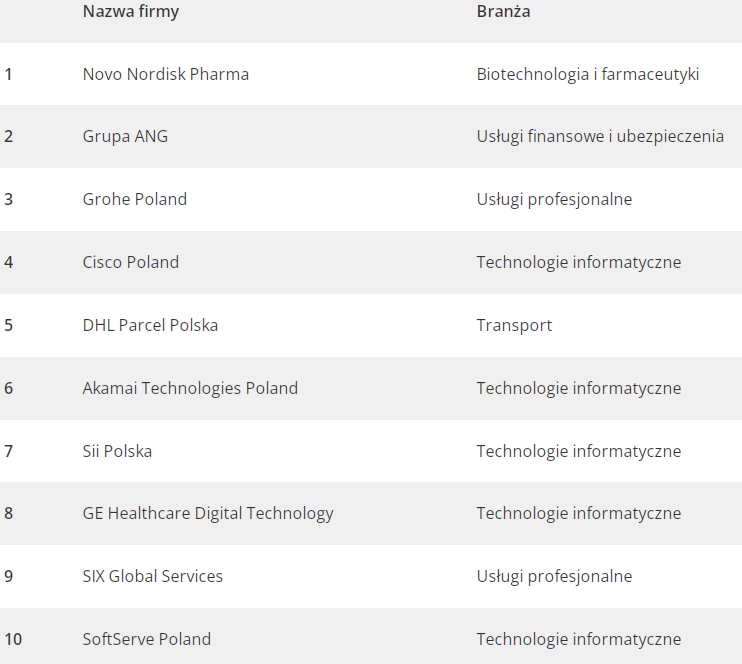 Nazwa firmy Branża
1 Novo Nordisk Pharma Biotechnologia i farmaceutyki
2 Grupa ANG Usługi finansowe i ubezpieczenia
3 Grohe Poland Usługi profesjonalne
4 Cisco Poland Technologie informatyczne
5 DHL Parcel Polska Transport
6 Akamai Technologies Poland Technologie informatyczne
7 Sii Polska Technologie informatyczne
8 GE Healthcare Digital Technology Technologie informatyczne
9 SIX Global Services Usługi profesjonalne
10 SoftServe Poland Technologie informatyczne